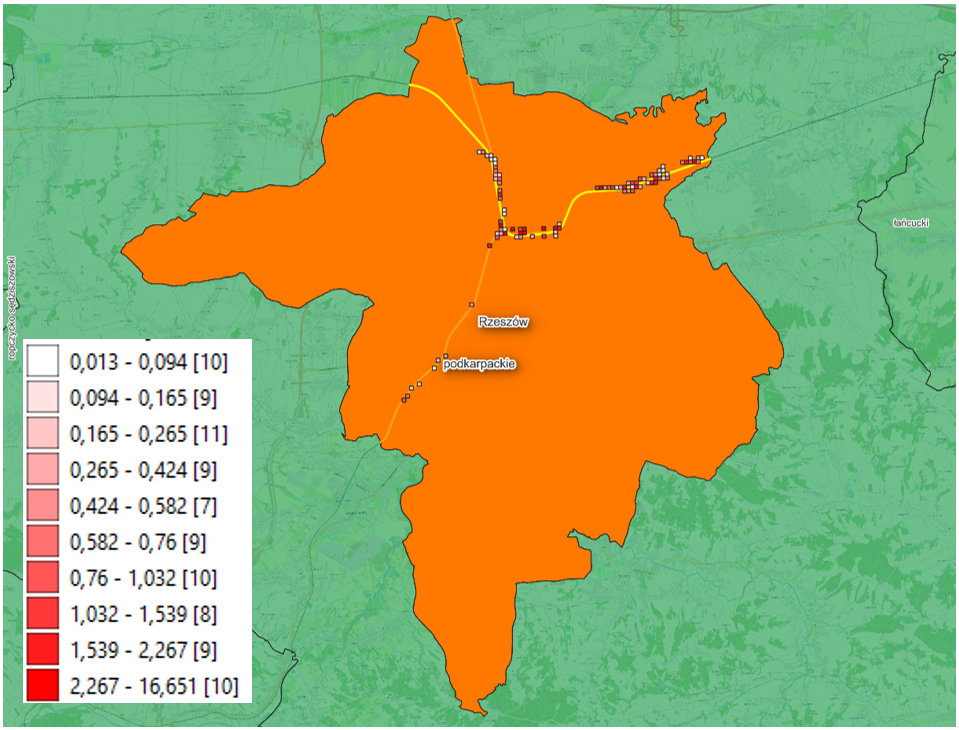 łańcucki
ropczycko sędziszowski
Rzeszów
podkarpackie
0,013 - 0,094 [10]
0,094 - 0,165 [9]
0,165 - 0,265 [11]
0,265 - 0,424 [9]
0,424 - 0,582 [7]
0,582 - 0,76 [9]
0,76 - 1,032 [10]
1,032 - 1,539 [8]
1,539 - 2,267 [9]
2,267 - 16,651 [10]